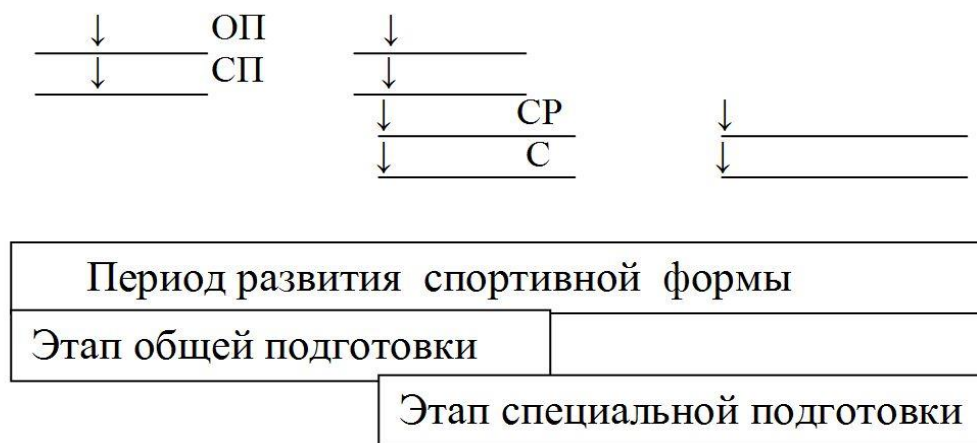 ОП
СП
СР
С
Период развития спортивной формы
Этап общей подготовки
Этап специальной подготовки